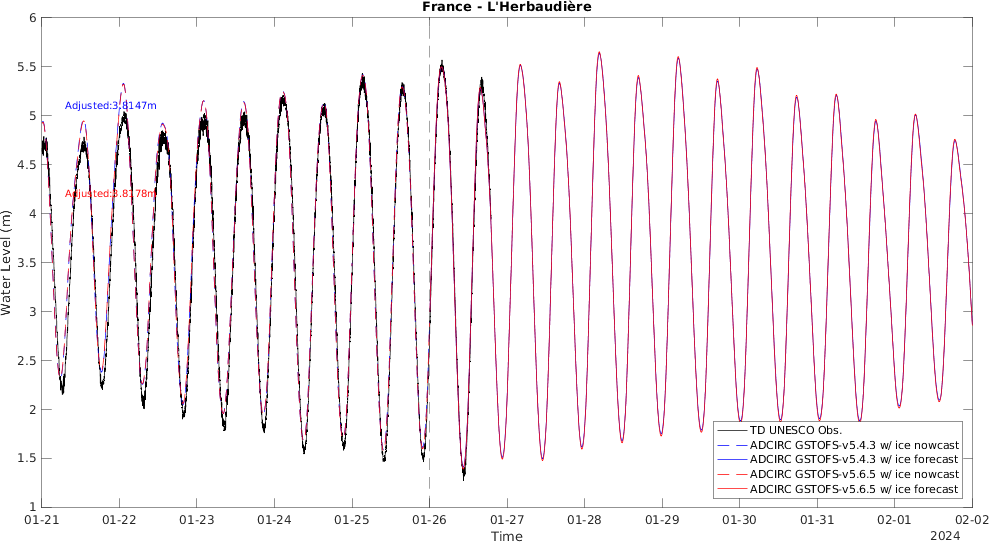 France - L'Herbaudière
6
5.5
5
4.5
4
3.5
3
2.5
2
1.5
1
Water Level (m)
Adjusted:3.8147m
Adjusted:3.8178m
TD UNESCO Obs.
ADCIRC GSTOFS-v5.4.3 w/ ice nowcast
ADCIRC GSTOFS-v5.4.3 w/ ice forecast
ADCIRC GSTOFS-v5.6.5 w/ ice nowcast
ADCIRC GSTOFS-v5.6.5 w/ ice forecast
01-21 01-22 01-23 01-24 01-25 01-26 01-27 01-28 01-29 01-30 01-31 02-01 02-02
Time
2024